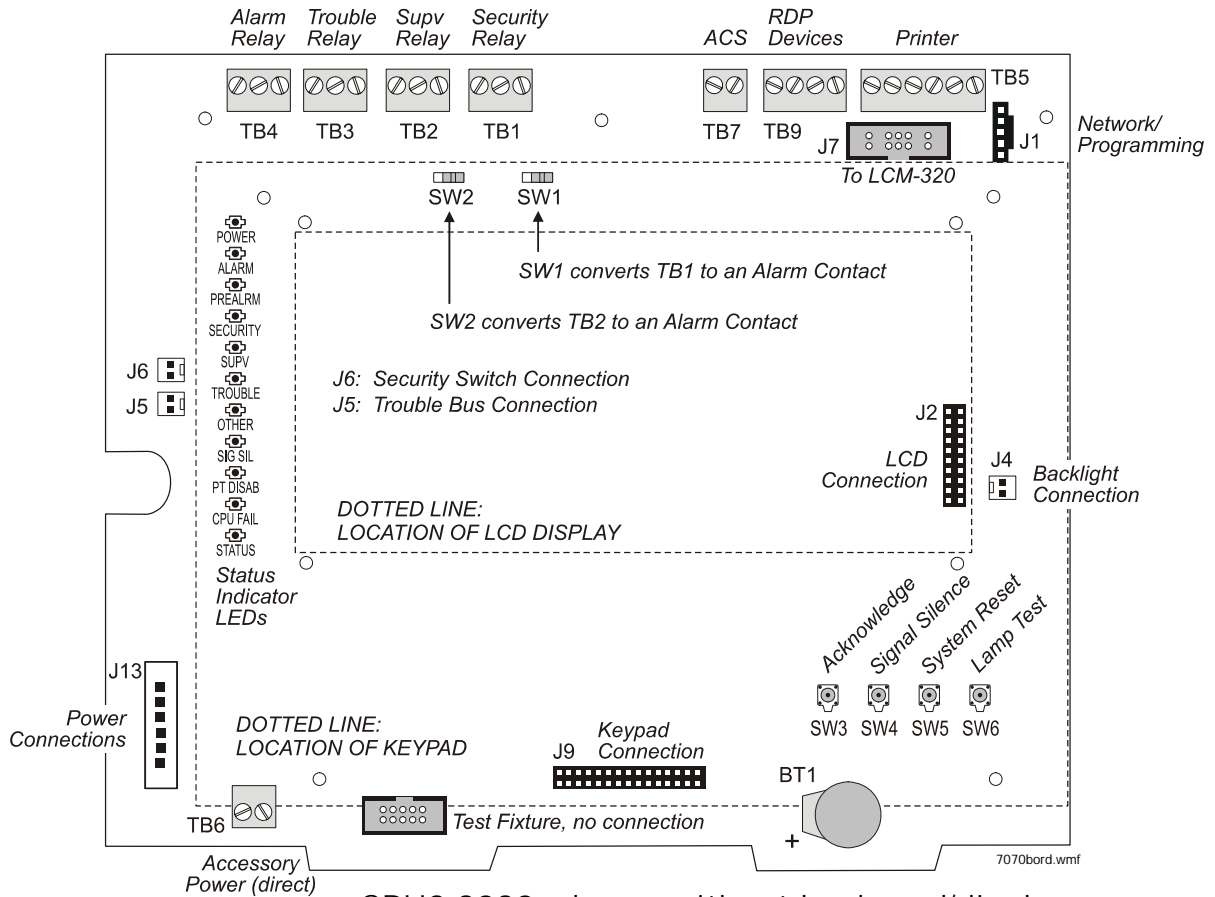 Alarm Relay
Trouble Relay
Supv Relay
Security Relay
ACS
RDP Devices
Printer
TB4
TB3
TB2
TB1
TB7
TB9
TB5
J7
J1
Network/
Programming
To LCM-320
SW2
SW1
SW1 converts TB1 to an Alarm Contact
SW2 converts TB2 to an Alarm Contact
POWER
ALARM
PREALRM
SECURITY
SUPV
TROUBLE
OTHER
SIG SIL
PT DISAB
CPU FAIL
STATUS
Status
Indicator
LEDs
J6
J5
J6: Security Switch Connection
J5: Trouble Bus Connection
J2
LCD
Connection
J4
Backlight
Connection
DOTTED LINE:
LOCATION OF LCD DISPLAY
Acknowledge
Signal Silence
System Reset
Lamp Test
SW3
SW4
SW5
SW6
J13
Power
Connections
DOTTED LINE:
LOCATION OF KEYPAD
Keypad
Connection
J9
BT1
+
TB6
Test Fixture, no connection
Accessory
Power (direct)
7070bord.wmf